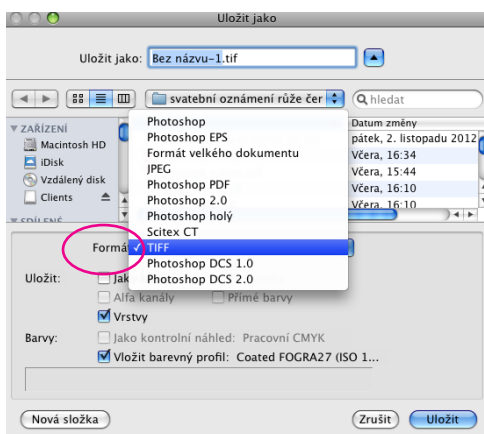 Uložit jako
Uložit jako: Bez názvu-1.tif
svatební oznámení růže čer
hledat
▼ ZAŘÍZENÍ
Macintosh HD
iDisk
Vzdálený disk
Clients
▼ SDÍLENÉ
Datum změny
pátek, 2. listopadu 2012
Včera, 16:34
Včera, 15:44
Včera, 16:10
Včera, 16:10
Photoshop
Photoshop EPS
Formát velkého dokumentu
JPEG
Photoshop PDF
Photoshop 2.0
Photoshop holý
Scitex CT
Formá ✓ TIFF
Photoshop DCS 1.0
Photoshop DCS 2.0
Uložit: Jak
Alfa kanály Přímé barvy
Vrstvy
Barvy: Jako kontrolní náhled: Pracovní CMYK
Vložit barevný profil: Coated FOGRA27 (ISO 1...
Nová složka Zrušit Uložit